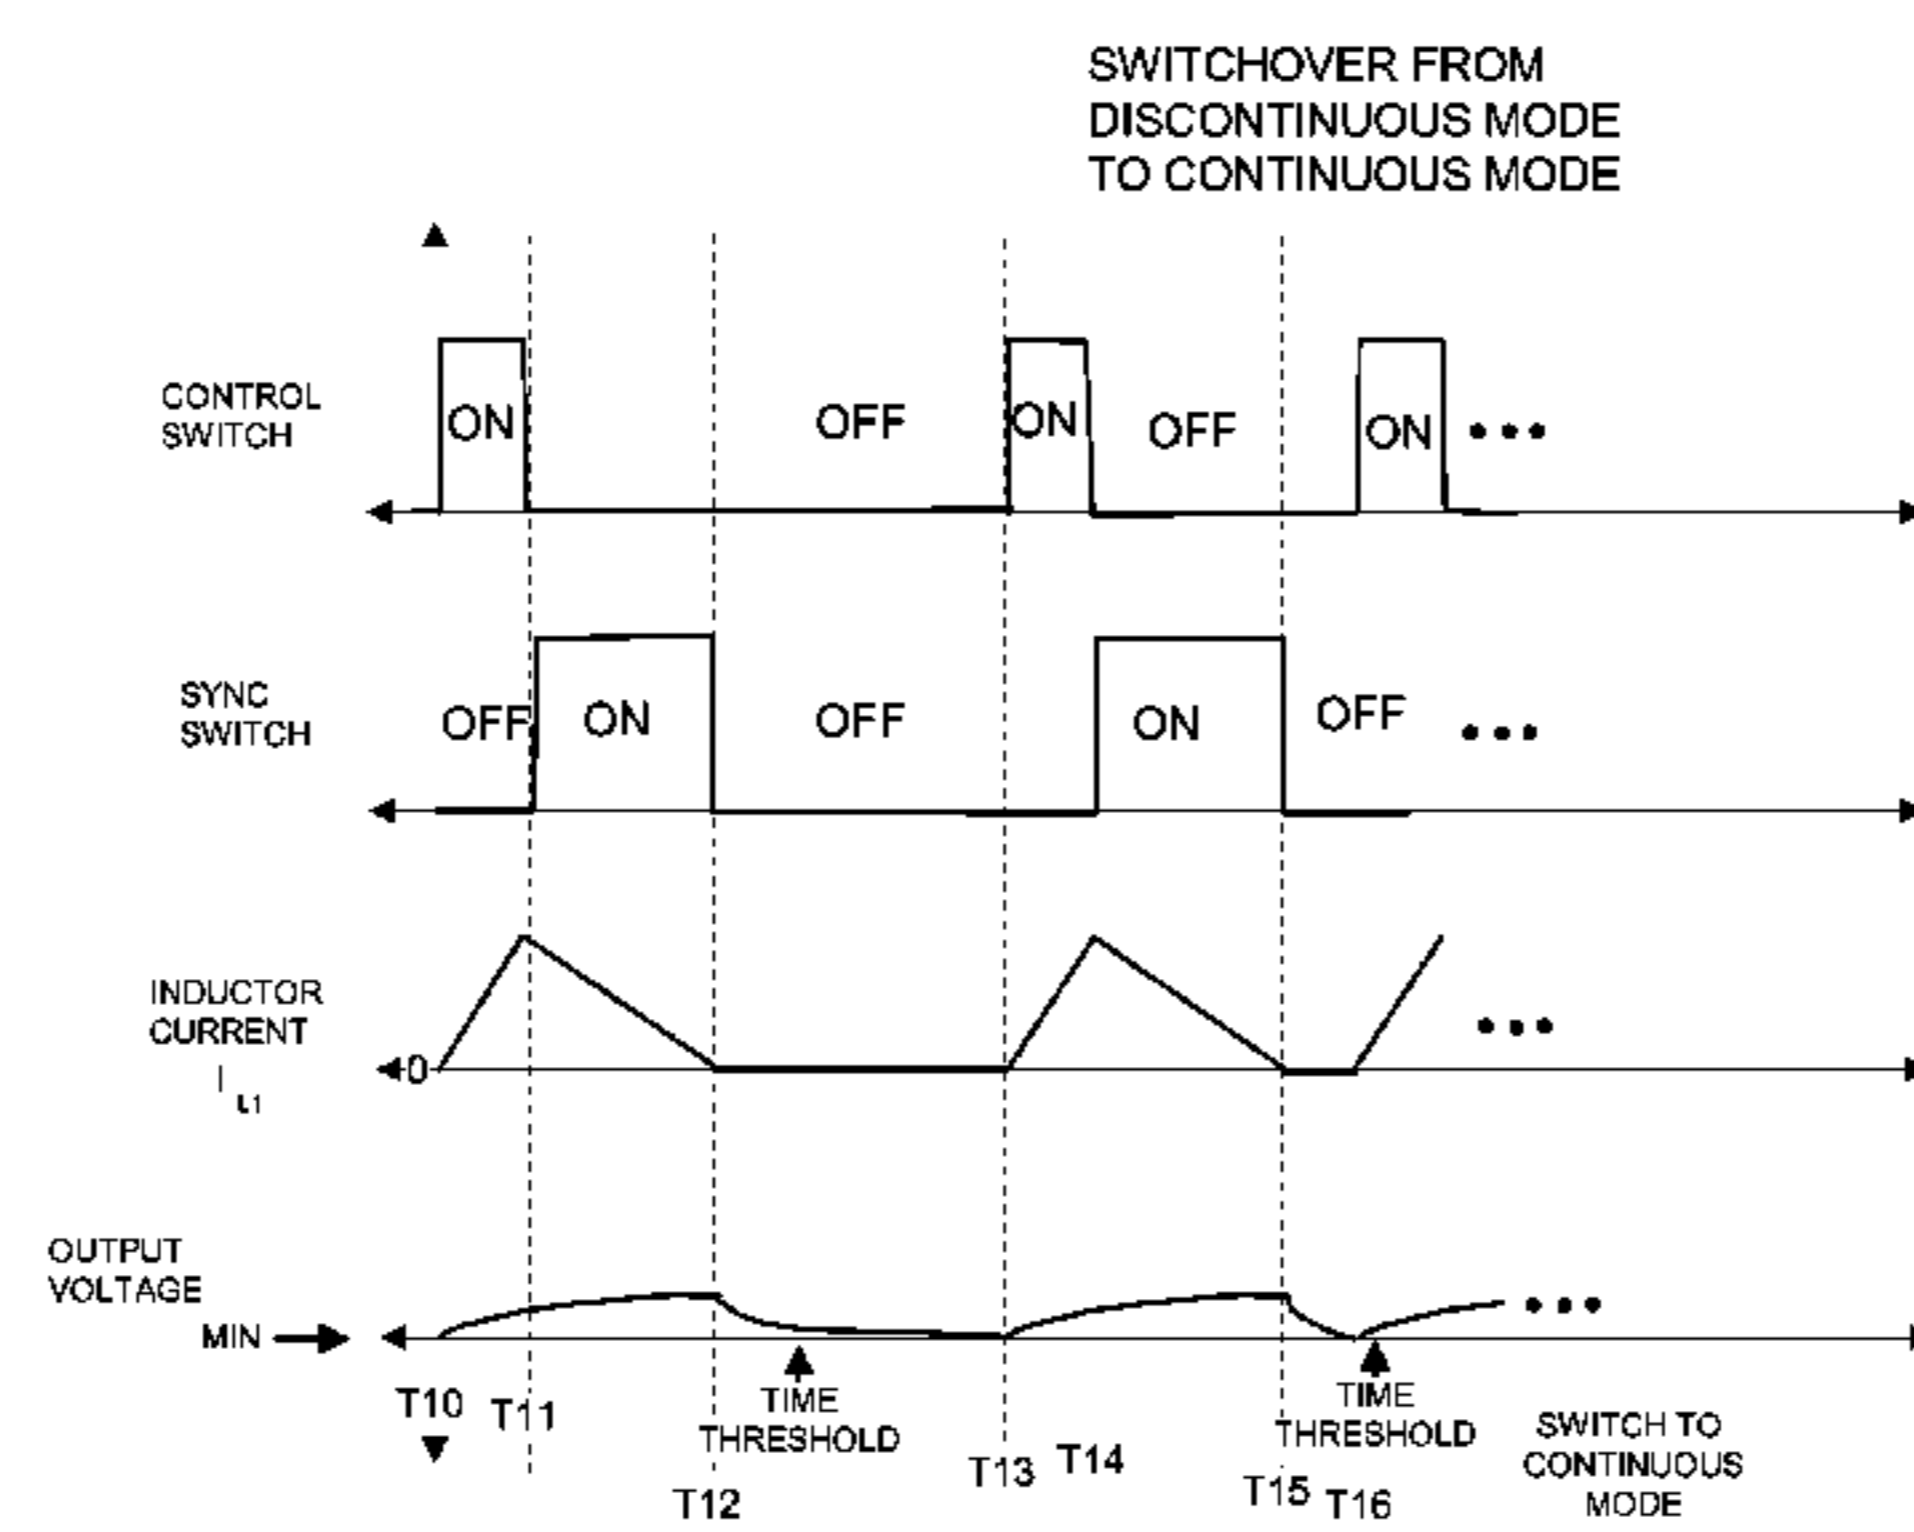 SWITCHOVER FROM
DISCONTINUOUS MODE
TO CONTINUOUS MODE
CONTROL
SWITCH
ON
OFF
ON
OFF
ON
•••
SYNC
SWITCH
OFF
ON
OFF
ON
OFF
•••
INDUCTOR
CURRENT
I
L1
0
•••
OUTPUT
VOLTAGE
MIN
•••
T10
T11
T12
TIME
THRESHOLD
T13
T14
T15
TIME
THRESHOLD
T16
SWITCH TO
CONTINUOUS
MODE